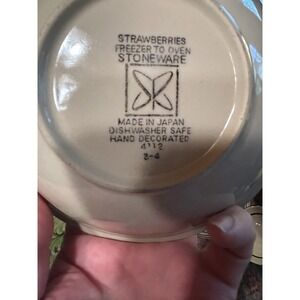 STRAWBERRIES
FREEZER TO OVEN
STONEWARE
MADE IN JAPAN
DISHWASHER SAFE
HAND DECORATED
4112
3-4